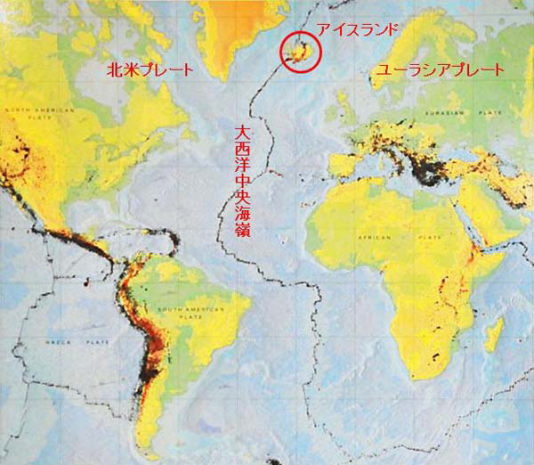 アイスランド
北米プレート
ユーラシアプレート
NORTH AMERICAN
PLATE
EURASIAN PLATE
大西洋中央海嶺
AFRICAN PLATE
SOUTH AMERICAN
PLATE
NAZCA PLATE